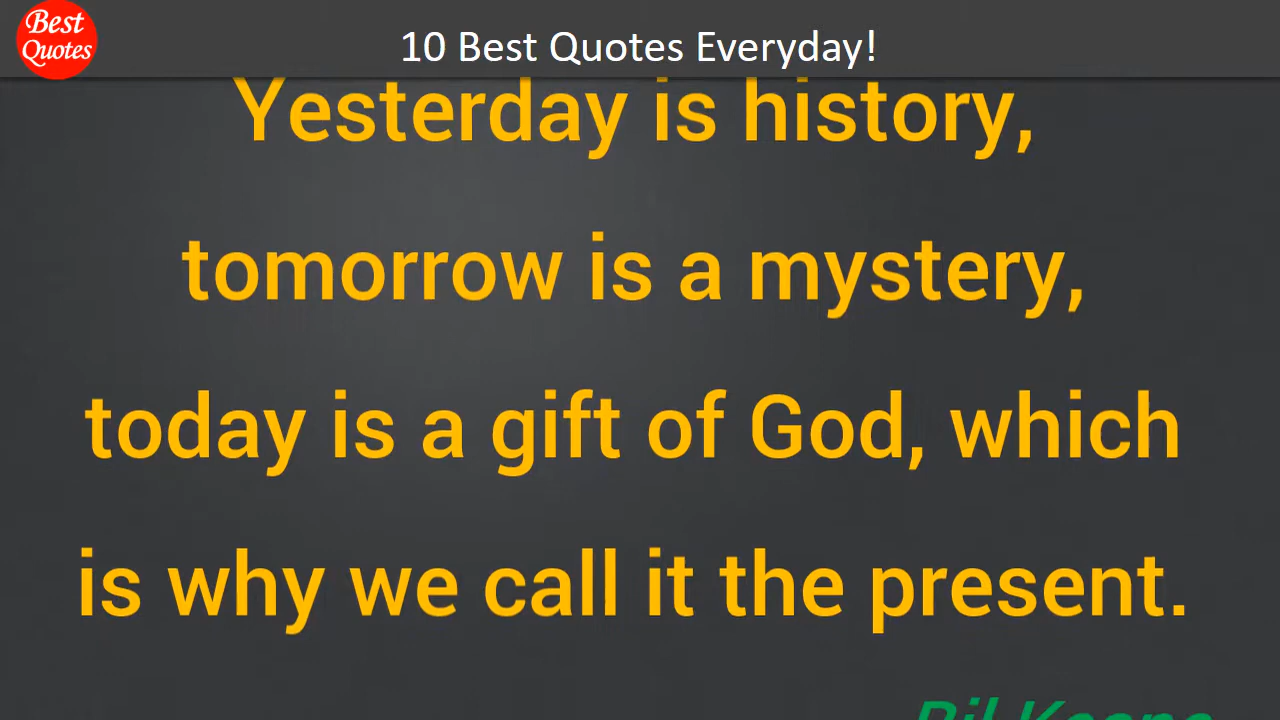 Best
Quotes
10 Best Quotes Everyday!
Yesterday is history,
tomorrow is a mystery,
today is a gift of God, which
is why we call it the present.